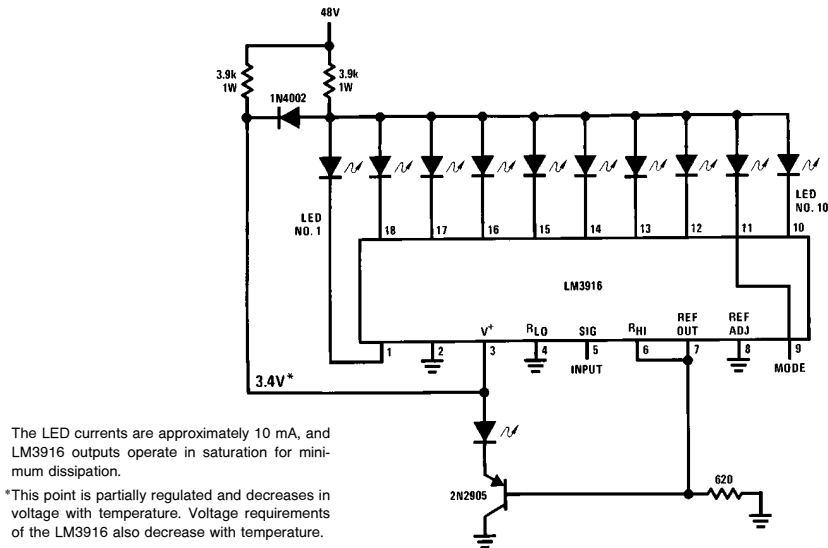 48V
3.9k
1W
3.9k
1W
1N4002
LED
NO. 1
LED
NO. 10
18
17
16
15
14
13
12
11
10
LM3916
V+
RLO
SIG
RHI
REF
OUT
REF
ADJ
1
2
3
4
5
6
7
8
9
INPUT
MODE
3.4V*
2N2905
620
The LED currents are approximately 10 mA, and
LM3916 outputs operate in saturation for mini-
mum dissipation.
*This point is partially regulated and decreases in
voltage with temperature. Voltage requirements
of the LM3916 also decrease with temperature.